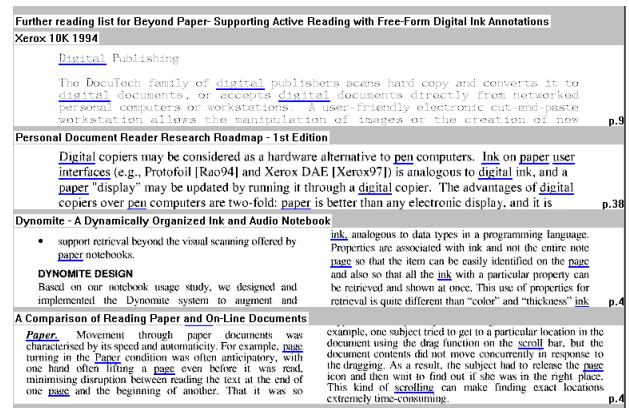 Further reading list for Beyond Paper- Supporting Active Reading with Free-Form Digital Ink Annotations
Xerox 10K 1994
Digital Publishing
The DocuTech family of digital publishers scans hard copy and converts it to
digital documents, or accepts digital documents directly from networked
personal computers or workstations. A user-friendly electronic cut-and-paste
workstation allows the manipulation of images or the creation of new
p.9
Personal Document Reader Research Roadmap - 1st Edition
Digital copiers may be considered as a hardware alternative to pen computers. Ink on paper user
interfaces (e.g., Protofoil [Rao94] and Xerox DAE [Xerox97]) is analogous to digital ink, and a
paper "display" may be updated by running it through a digital copier. The advantages of digital
copiers over pen computers are two-fold: paper is better than any electronic display, and it is
p.38
Dynomite - A Dynamically Organized Ink and Audio Notebook
• support retrieval beyond the visual scanning offered by
paper notebooks.
DYNOMITE DESIGN
Based on our notebook usage study, we designed and
implemented the Dynomite system to augment and
ink, analogous to data types in a programming language.
Properties are associated with ink and not the entire note
page so that the item can be easily identified on the page
and also so that all the ink with a particular property can
be retrieved and shown at once. This use of properties for
retrieval is quite different than “color” and “thickness” ink
p.4
A Comparison of Reading Paper and On-Line Documents
Paper. Movement through paper documents was
characterised by its speed and automaticity. For example, page
turning in the Paper condition was often anticipatory, with
one hand often lifting a page even before it was read,
minimising disruption between reading the text at the end of
one page and the beginning of another. That it was so
example, one subject tried to get to a particular location in the
document using the drag function on the scroll bar, but the
document contents did not move concurrently in response to
the dragging. As a result, the subject had to release the page
icon and then wait to find out if she was in the right place.
This kind of scrolling can make finding exact locations
extremely time-consuming.
p.4